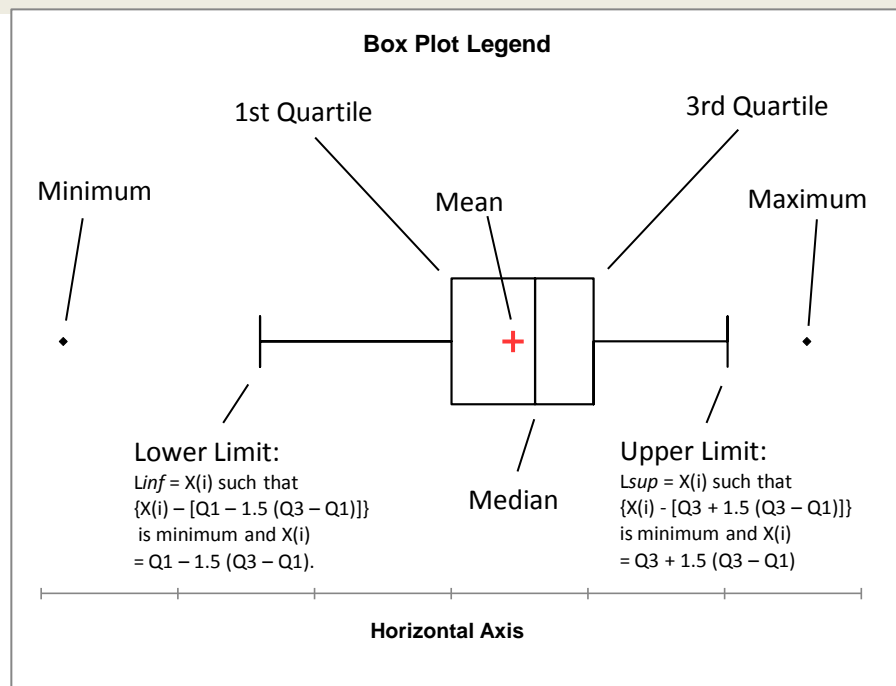 Box Plot Legend
1st Quartile
3rd Quartile
Minimum
Mean
Maximum
Lower Limit:
Linf = X(i) such that
{X(i) – [Q1 – 1.5 (Q3 – Q1)]}
is minimum and X(i)
= Q1 – 1.5 (Q3 – Q1).
Median
Upper Limit:
Lsup = X(i) such that
{X(i) - [Q3 + 1.5 (Q3 – Q1)]}
is minimum and X(i)
= Q3 + 1.5 (Q3 – Q1)
Horizontal Axis